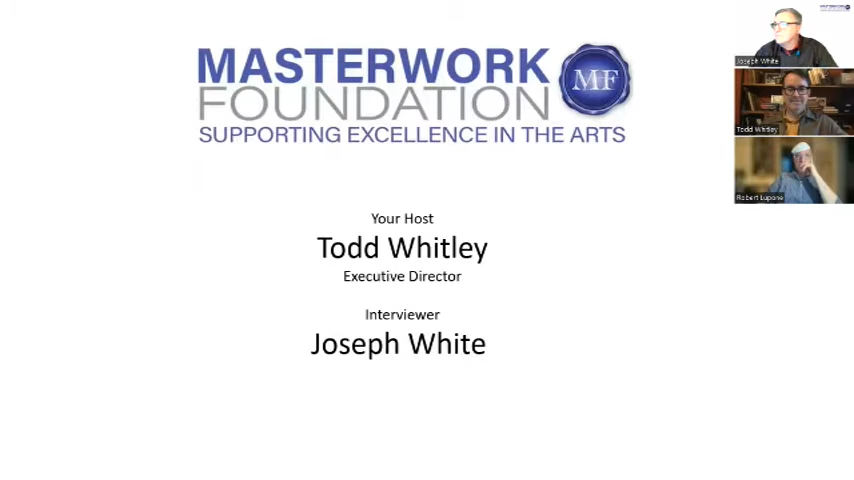 MASTERWORK
FOUNDATION
MF
SUPPORTING EXCELLENCE IN THE ARTS
Your Host
Todd Whitley
Executive Director
Interviewer
Joseph White
Joseph White
Todd Whitley
Robert Lupone